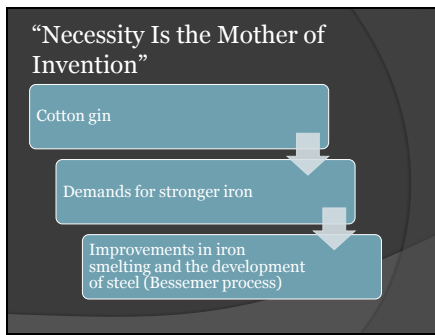 “Necessity Is the Mother of
Invention”
Cotton gin
Demands for stronger iron
Improvements in iron
smelting and the development
of steel (Bessemer process)